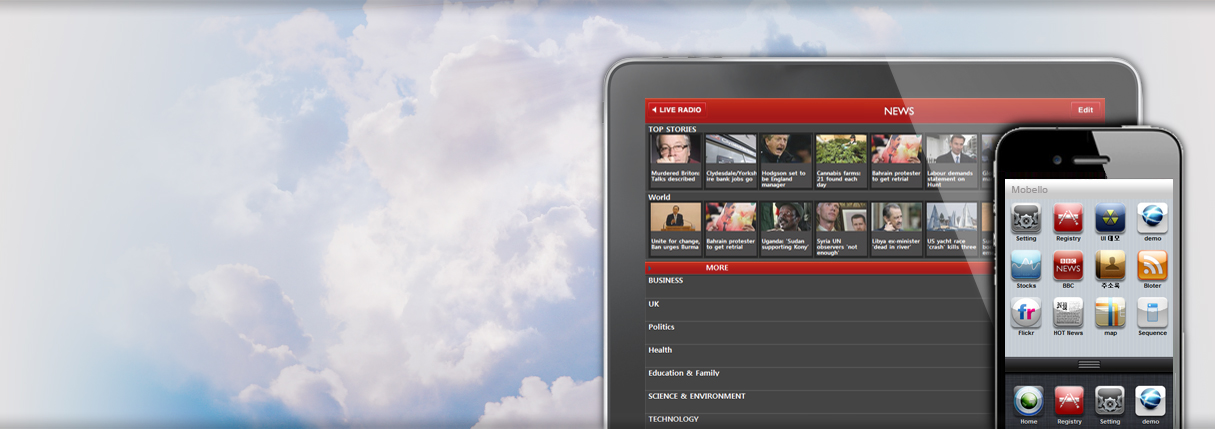 LIVE RADIO
NEWS
Edit
TOP STORIES
Murdered Briton:
Talks described
Clydesdale/Yorksh
ire bank jobs go
Hodgson set to
be England
manager
Cannabis farms:
21 found each
day
Bahrain protester
to get retrial
Labour demands
statement on
Hunt
World
Unite for change,
Ban urges Burma
Bahrain protester
to get retrial
Uganda: 'Sudan
supporting Kony'
Syria UN
observers 'not
enough'
Libya ex-minister
'dead in river'
US yacht race
'crash' kills three
MORE
BUSINESS
UK
Politics
Health
Education & Family
SCIENCE & ENVIRONMENT
TECHNOLOGY
Mobello
Setting
Registry
UI 데모
demo
Stocks
BBC
NEWS
BBC
주소록
Bloter
fr
Flickr
HOT News
map
Sequence
Home
Registry
Setting
demo